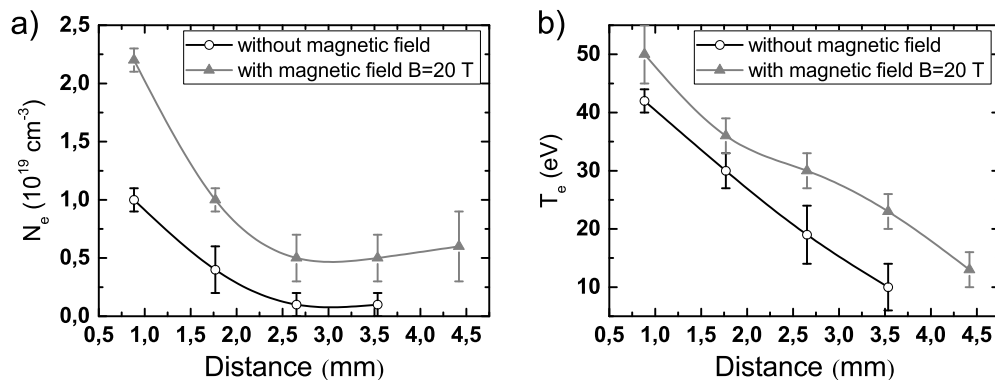 a)
2,5
2,0
1,5
1,0
0,5
0,0
N_e (10^19 cm^-3)
without magnetic field
with magnetic field B=20 T
0,5 1,0 1,5 2,0 2,5 3,0 3,5 4,0 4,5
Distance (mm)
b)
50
40
30
20
10
T_e (eV)
without magnetic field
with magnetic field B=20 T
0,5 1,0 1,5 2,0 2,5 3,0 3,5 4,0 4,5
Distance (mm)